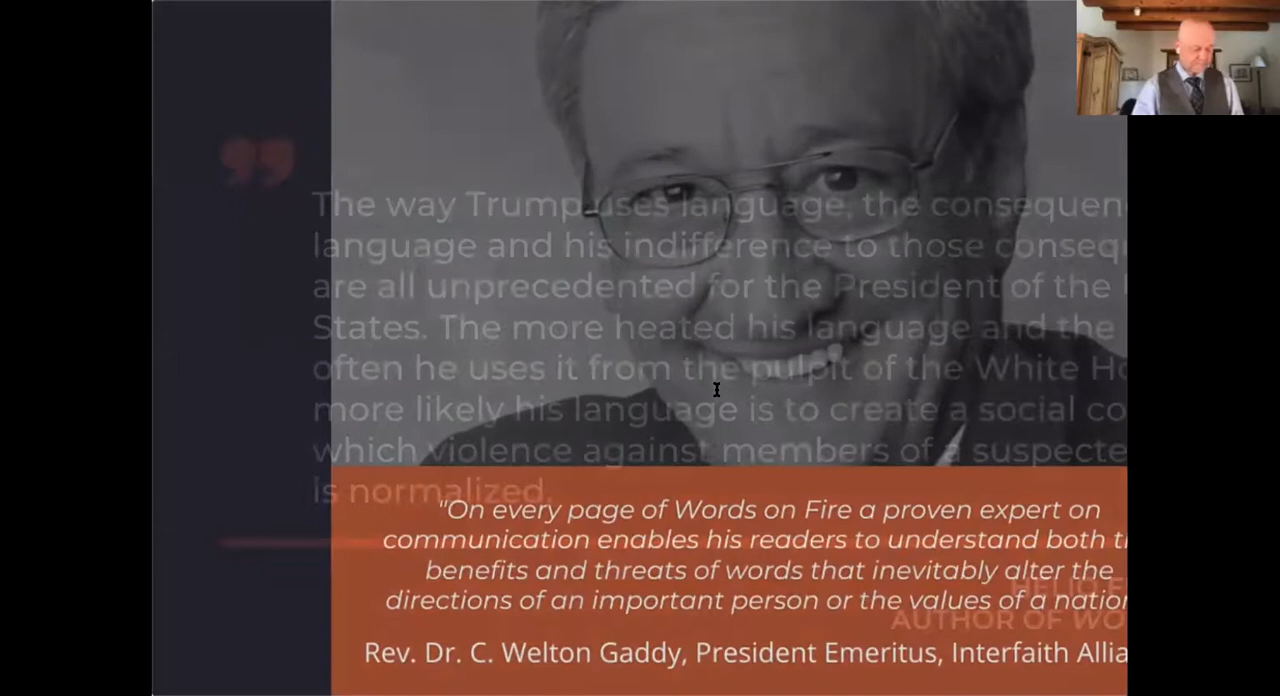 The way Trump uses language, the consequen
language and his indifference to those consequ
are all unprecedented for the President of the
States. The more heated his language and the
often he uses it from the pulpit of the White Ho
more likely his language is to create a social co
which violence against members of a suspecte
is normalized.
"On every page of Words on Fire a proven expert on
communication enables his readers to understand both t
benefits and threats of words that inevitably alter the
directions of an important person or the values of a nation
HELIO F
AUTHOR OF WO
Rev. Dr. C. Welton Gaddy, President Emeritus, Interfaith Allia